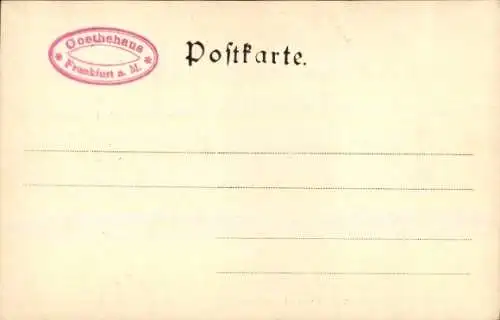 Goethehaus
* Frankfurt a. M. *
Poſtkarte.